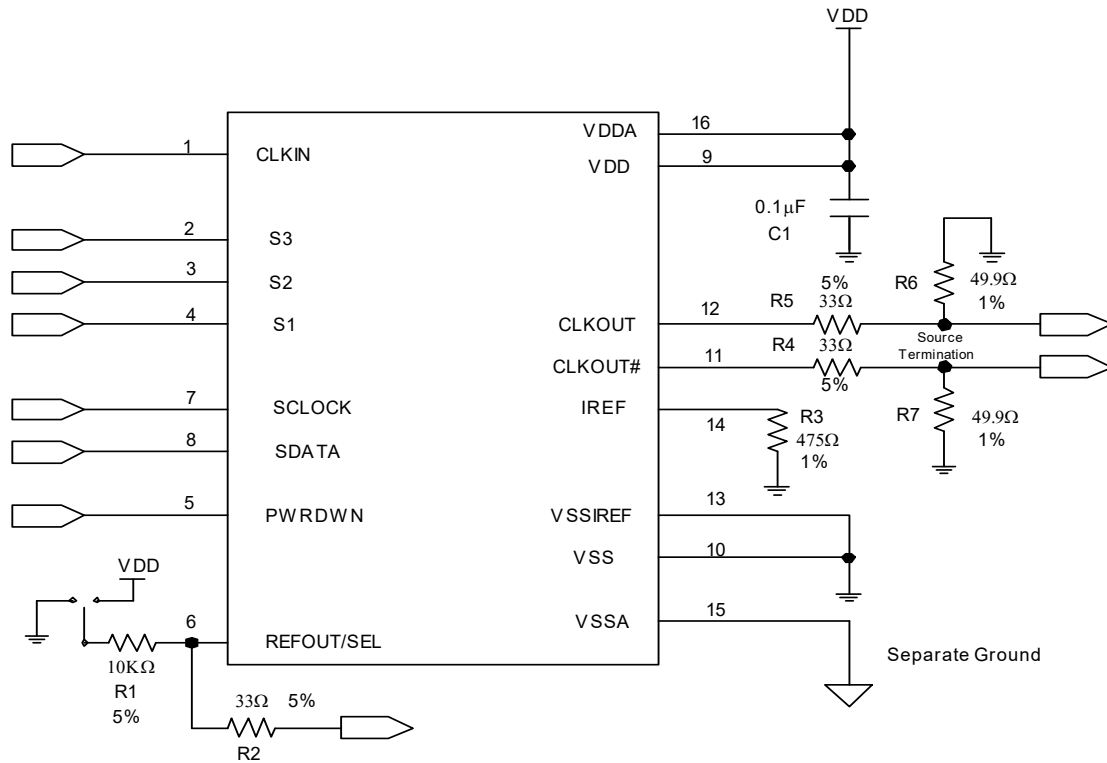 VDD
1
CLKIN
VDDA
16
VDD
9
0.1µF
C1
2
S3
3
S2
4
S1
5%
R5
33Ω
R6
49.9Ω
1%
CLKOUT
12
R4
33Ω
Source
Termination
CLKOUT#
11
5%
7
SCLOCK
IREF
14
R3
475Ω
1%
R7
49.9Ω
1%
8
SDATA
5
PWRDWN
VSSIREF
13
VSS
10
VDD
6
REFOUT/SEL
VSSA
15
Separate Ground
10KΩ
R1
5%
33Ω 5%
R2